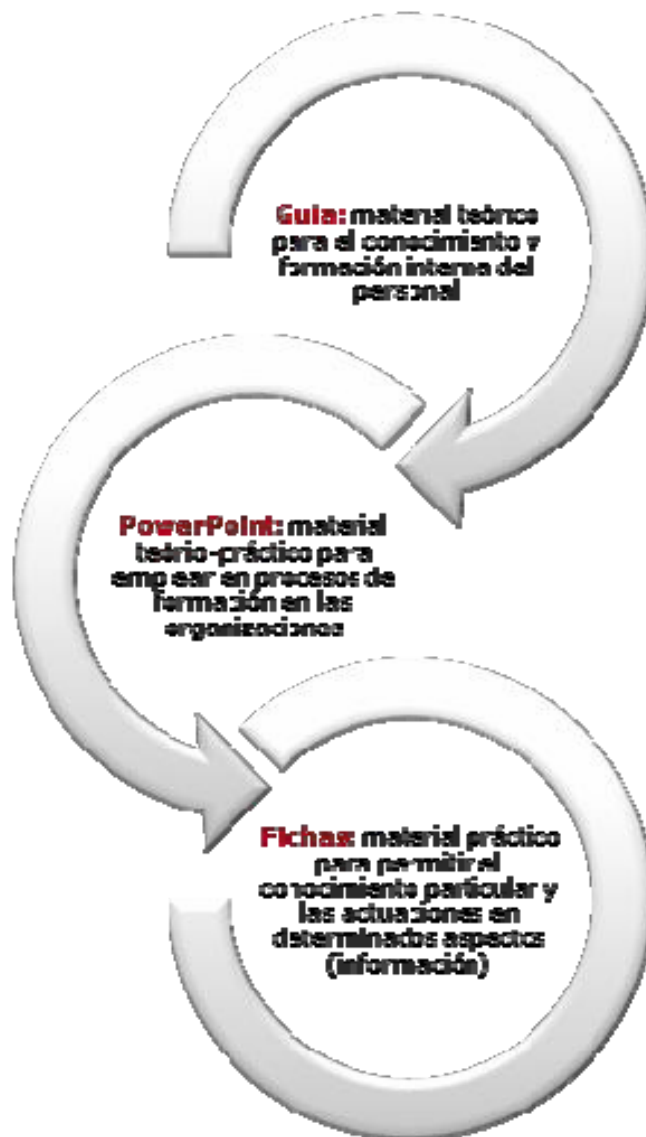 Guía: material teórico
para el conocimiento y
formación interna del
personal
PowerPoint: material
teório-práctico para
emplear en procesos de
formación en las
organizaciones
Fichas: material práctico
para permitir el
conocimiento particular y
las actuaciones en
determinados aspectos
(información)